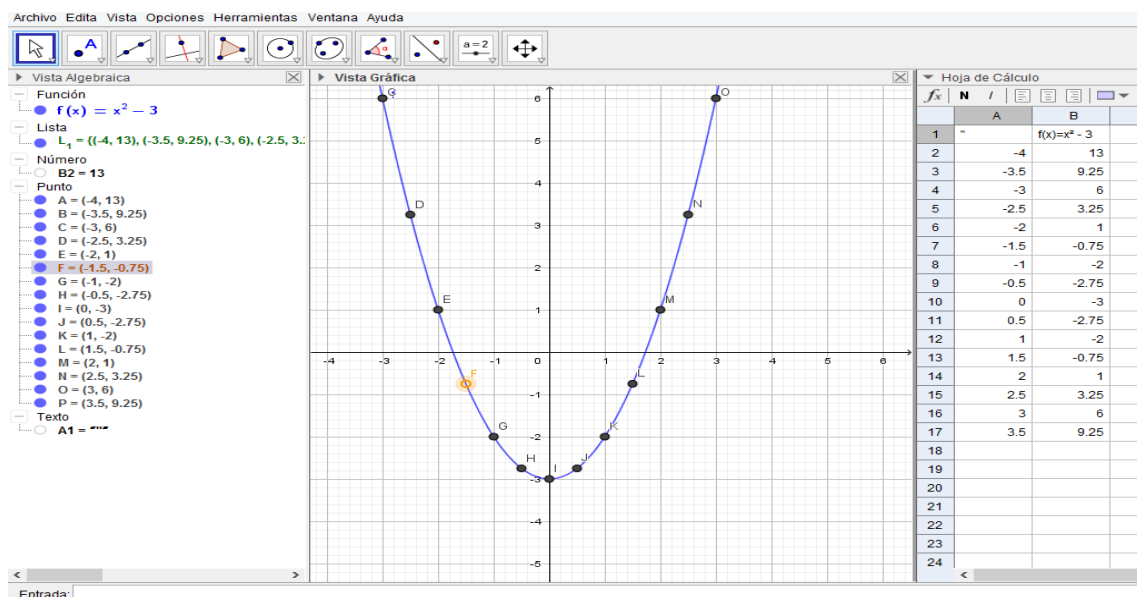 Archivo Edita Vista Opciones Herramientas Ventana Ayuda
A
α
a=2
Vista Algebraica
Función
f(x) = x² − 3
Lista
L₁ = {(-4, 13), (-3.5, 9.25), (-3, 6), (-2.5, 3.
Número
B2 = 13
Punto
A = (-4, 13)
B = (-3.5, 9.25)
C = (-3, 6)
D = (-2.5, 3.25)
E = (-2, 1)
F = (-1.5, -0.75)
G = (-1, -2)
H = (-0.5, -2.75)
I = (0, -3)
J = (0.5, -2.75)
K = (1, -2)
L = (1.5, -0.75)
M = (2, 1)
N = (2.5, 3.25)
O = (3, 6)
P = (3.5, 9.25)
Texto
A1 = """
Vista Gráfica
6
5
4
3
2
1
-4 -3 -2 -1 0 1 2 3 4 5 6
-1
-2
-3
-4
-5
D
E
F
G
H
I
J
K
L
M
N
O
Hoja de Cálculo
fx N I
A B
1 " f(x)=x² - 3
2 -4 13
3 -3.5 9.25
4 -3 6
5 -2.5 3.25
6 -2 1
7 -1.5 -0.75
8 -1 -2
9 -0.5 -2.75
10 0 -3
11 0.5 -2.75
12 1 -2
13 1.5 -0.75
14 2 1
15 2.5 3.25
16 3 6
17 3.5 9.25
18
19
20
21
22
23
24
Entrada: